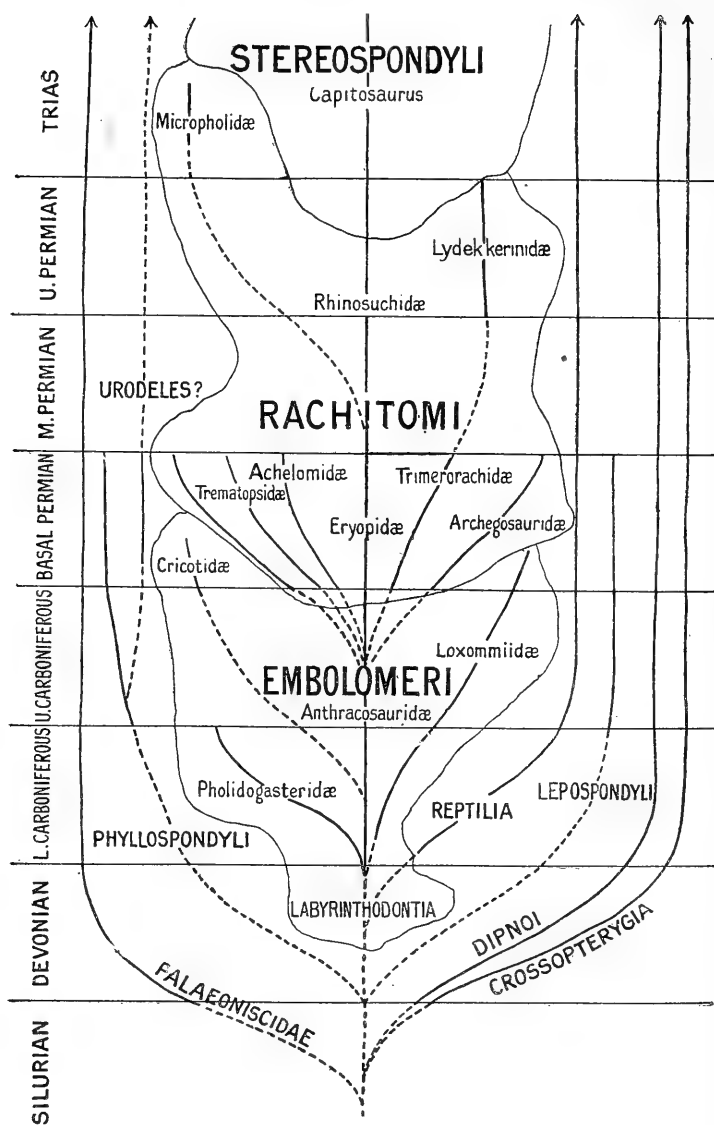 STEREOSPONDYLI
Capitosaurus
TRIAS
Micropholidæ
U. PERMIAN
Lydekkerinidæ
Rhinosuchidæ
M. PERMIAN
URODELES?
RACHITOMI
BASAL PERMIAN
Achelomidæ
Trimerorachidæ
Trematopsidæ
Eryopidæ
Archegosauridæ
Cricotidæ
U. CARBONIFEROUS
Loxommiidæ
EMBOLOMERI
Anthracosauridæ
L. CARBONIFEROUS
Pholidogasteridæ
LEPOSPONDYLI
REPTILIA
PHYLLOSPONDYLI
DEVONIAN
LABYRINTHODONTIA
DIPNOI
CROSSOPTERYGIA
FALAEONISCIDAE
SILURIAN